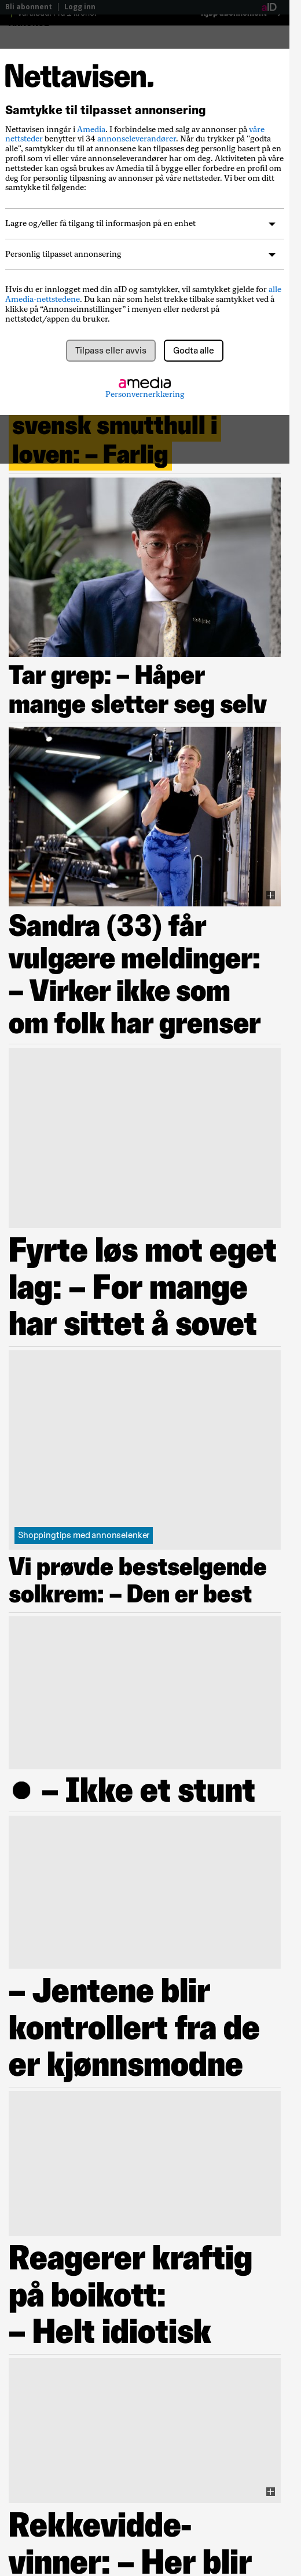 Bli abonnent | Logg inn
aID
Nettavisen.
Samtykke til tilpasset annonsering
Nettavisen inngår i Amedia. I forbindelse med salg av annonser på våre
nettsteder benytter vi 34 annonseleverandører. Når du trykker på "godta
alle", samtykker du til at annonsene kan tilpasses deg personlig basert på en
profil som vi eller våre annonseleverandører har om deg. Aktiviteten på våre
nettsteder kan også brukes av Amedia til å bygge eller forbedre en profil om
deg for personlig tilpasning av annonser på våre nettsteder. Vi ber om ditt
samtykke til følgende:
Lagre og/eller få tilgang til informasjon på en enhet
Personlig tilpasset annonsering
Hvis du er innlogget med din aID og samtykker, vil samtykket gjelde for alle
Amedia-nettstedene. Du kan når som helst trekke tilbake samtykket ved å
klikke på “Annonseinnstillinger” i menyen eller nederst på
nettstedet/appen du bruker.
Tilpass eller avvis
Godta alle
amedia
Personvernerklæring
svensk smutthull i
loven: – Farlig
Tar grep: – Håper
mange sletter seg selv
Sandra (33) får
vulgære meldinger:
– Virker ikke som
om folk har grenser
Fyrte løs mot eget
lag: – For mange
har sittet å sovet
Shoppingtips med annonselenker
Vi prøvde bestselgende
solkrem: – Den er best
● – Ikke et stunt
– Jentene blir
kontrollert fra de
er kjønnsmodne
Reagerer kraftig
på boikott:
– Helt idiotisk
Rekkevidde-
vinner: – Her blir